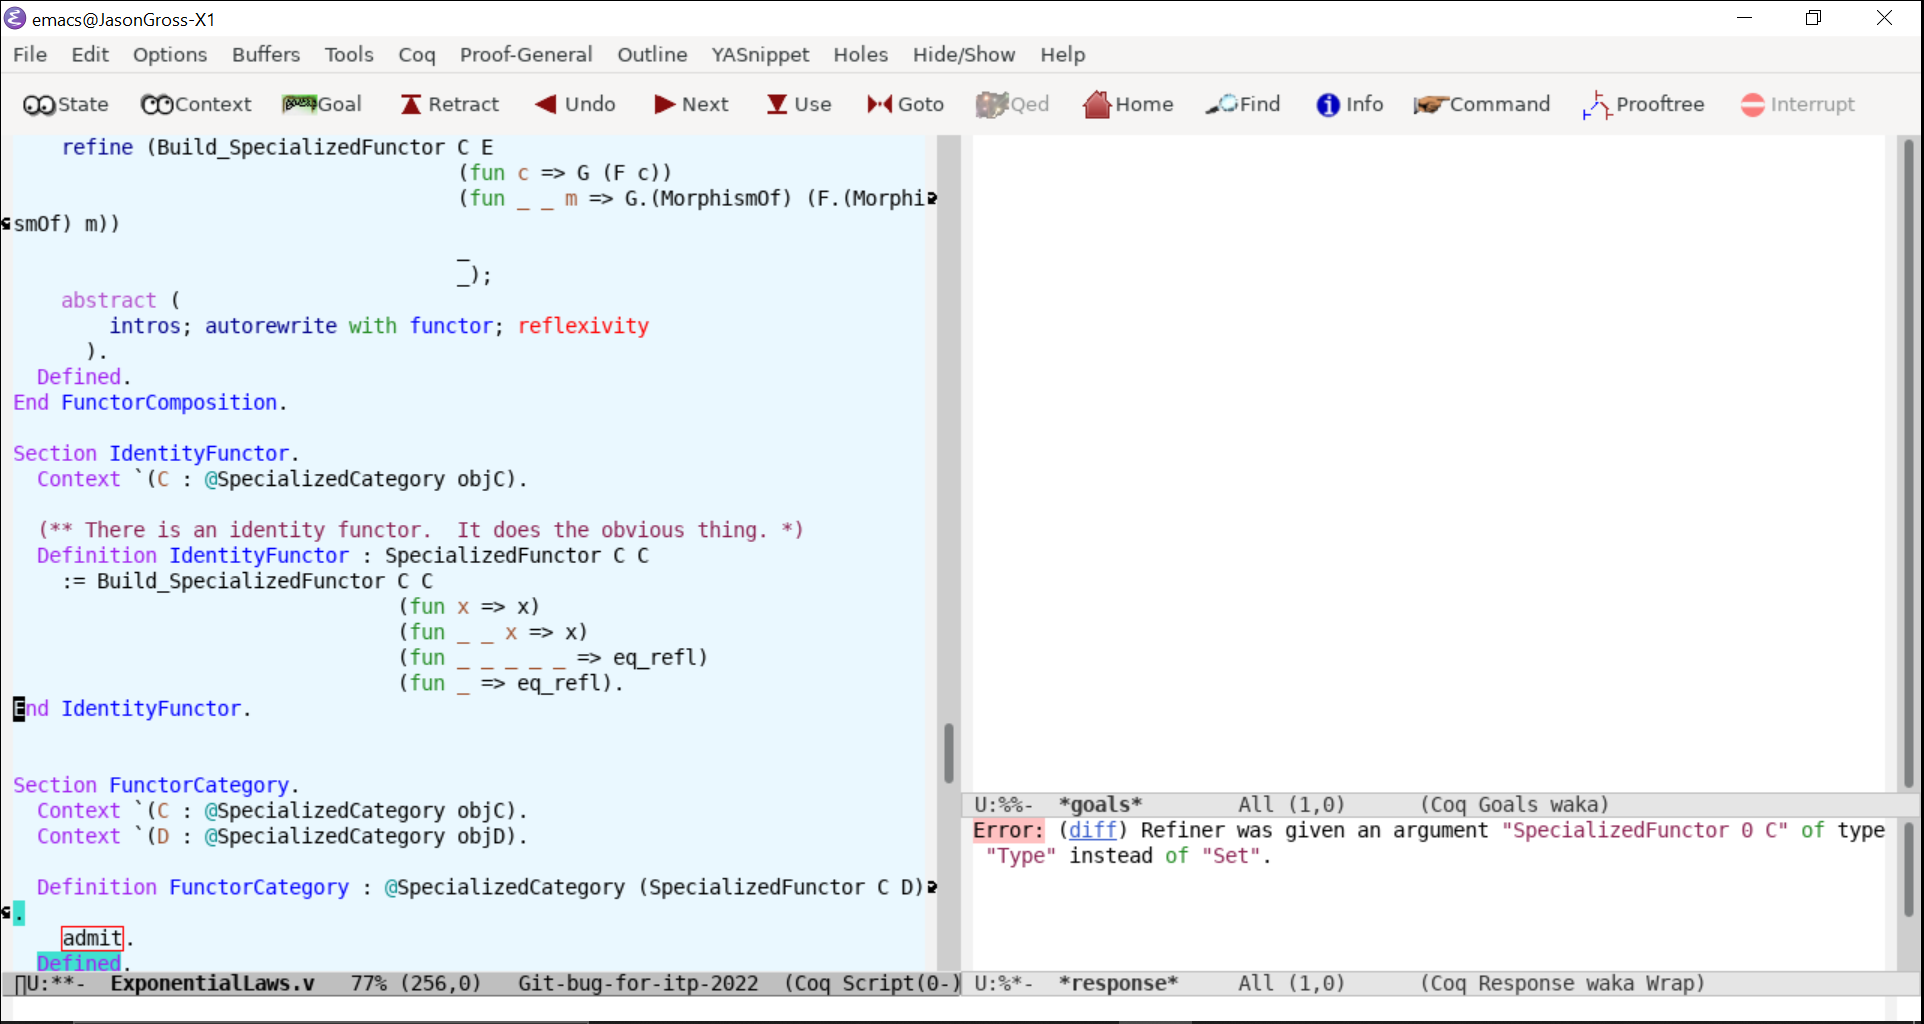 emacs@JasonGross-X1
File Edit Options Buffers Tools Coq Proof-General Outline YASnippet Holes Hide/Show Help
State Context Goal Retract Undo Next Use Goto Qed Home Find Info Command Prooftree Interrupt
refine (Build_SpecializedFunctor C E
(fun c => G (F c))
(fun _ _ m => G.(MorphismOf) (F.(Morphi
smOf) m))
_
_);
abstract (
intros; autorewrite with functor; reflexivity
).
Defined.
End FunctorComposition.
Section IdentityFunctor.
Context `(C : @SpecializedCategory objC).
(** There is an identity functor.  It does the obvious thing. *)
Definition IdentityFunctor : SpecializedFunctor C C
:= Build_SpecializedFunctor C C
(fun x => x)
(fun _ _ x => x)
(fun _ _ _ _ _ => eq_refl)
(fun _ => eq_refl).
End IdentityFunctor.
Section FunctorCategory.
Context `(C : @SpecializedCategory objC).
Context `(D : @SpecializedCategory objD).
Definition FunctorCategory : @SpecializedCategory (SpecializedFunctor C D)
.
admit.
Defined.
U:**-  ExponentialLaws.v   77% (256,0)   Git-bug-for-itp-2022  (Coq Script(0-)
U:%%-  *goals*        All (1,0)      (Coq Goals waka)
Error: (diff) Refiner was given an argument "SpecializedFunctor 0 C" of type
"Type" instead of "Set".
U:%*-  *response*     All (1,0)      (Coq Response waka Wrap)